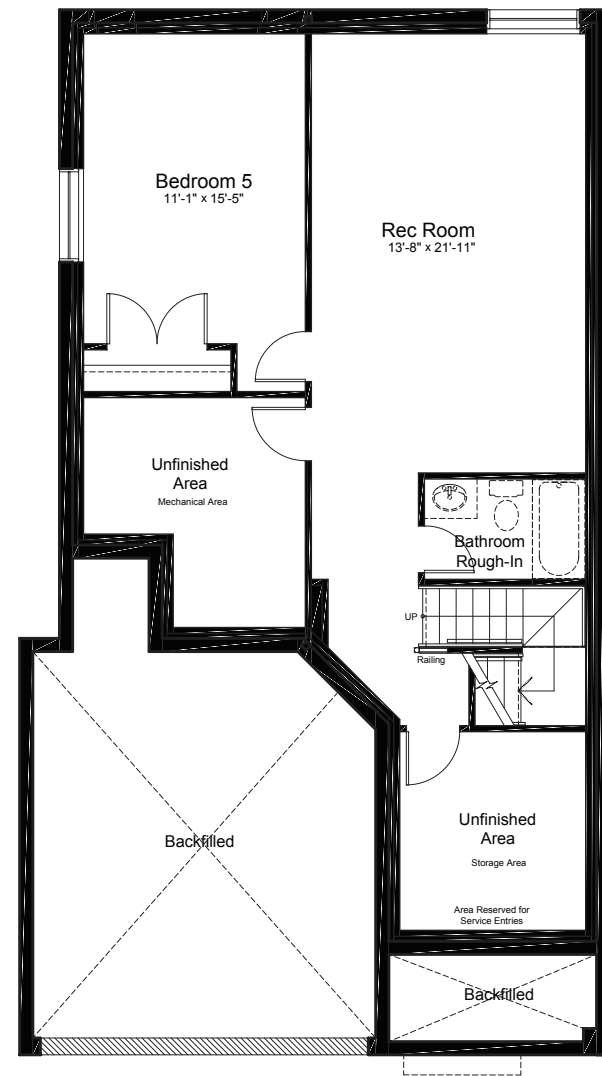 Bedroom 5
11'-1" x 15'-5"
Rec Room
13'-8" x 21'-11"
Unfinished
Area
Mechanical Area
Bathroom
Rough-In
UP
Railing
Unfinished
Area
Storage Area
Backfilled
Area Reserved for
Service Entries
Backfilled